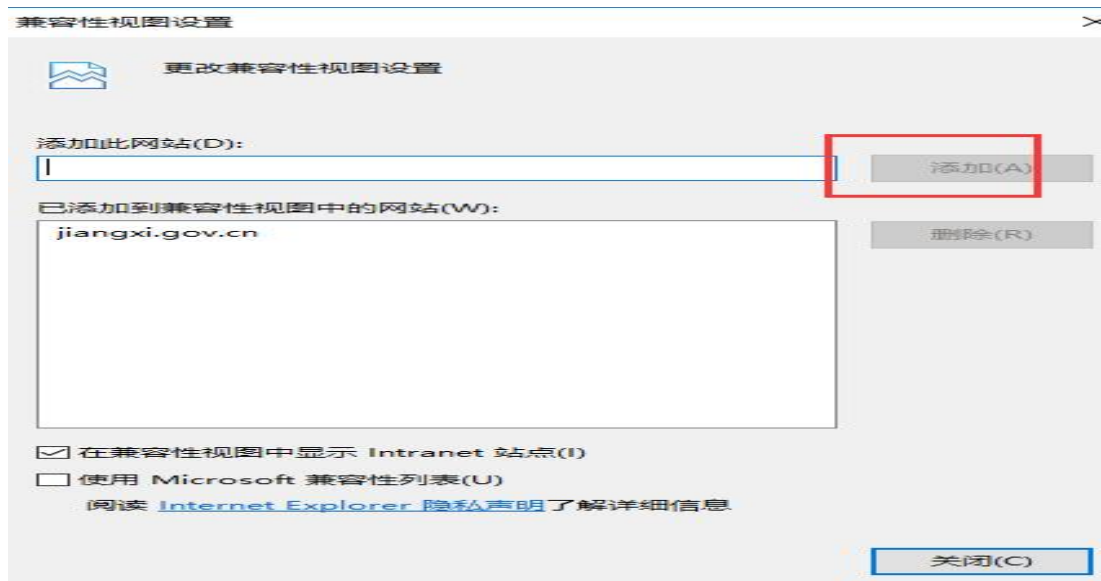 兼容性视图设置
更改兼容性视图设置
添加此网站(D):
添加(A)
已添加到兼容性视图中的网站(W):
jiangxi.gov.cn
删除(R)
在兼容性视图中显示 Intranet 站点(I)
使用 Microsoft 兼容性列表(U)
阅读 Internet Explorer 隐私声明了解详细信息
关闭(C)